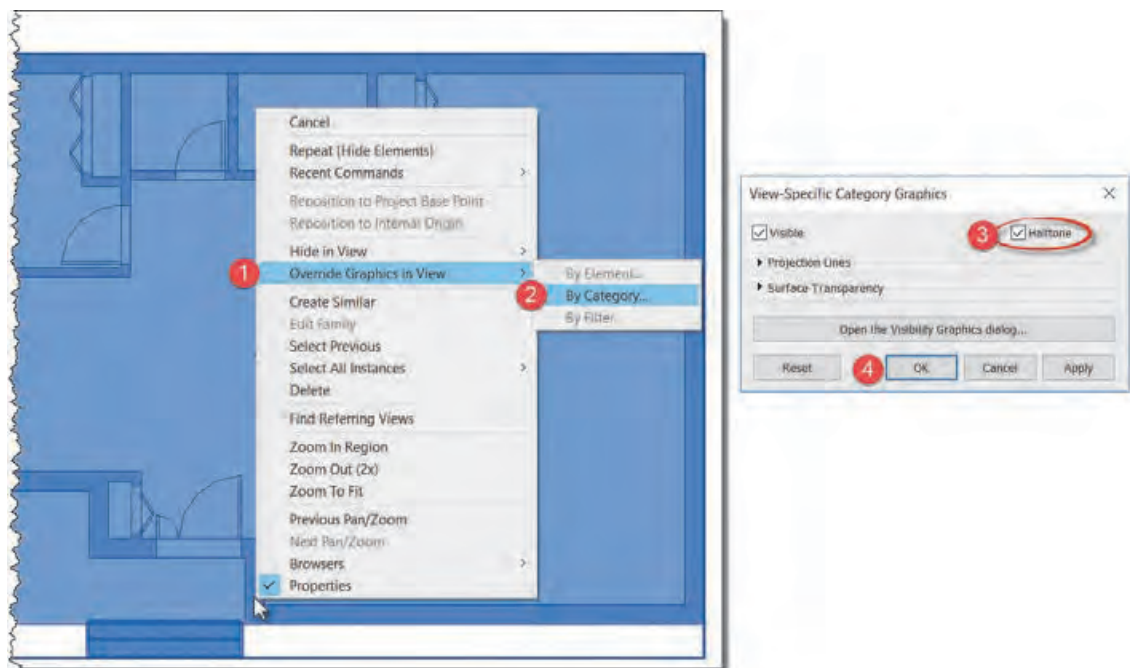 Cancel
Repeat (Hide Elements)
Recent Commands
Reposition to Project Base Point
Reposition to Internal Origin
Hide in View
1
Override Graphics in View
Create Similar
Edit Family
Select Previous
Select All Instances
Delete
Find Referring Views
Zoom In Region
Zoom Out (2x)
Zoom To Fit
Previous Pan/Zoom
Next Pan/Zoom
Browsers
Properties
By Element...
2
By Category...
By Filter...
View-Specific Category Graphics
Visible
3
Halftone
Projection Lines
Surface Transparency
Open the Visibility Graphics dialog...
Reset
4
OK
Cancel
Apply